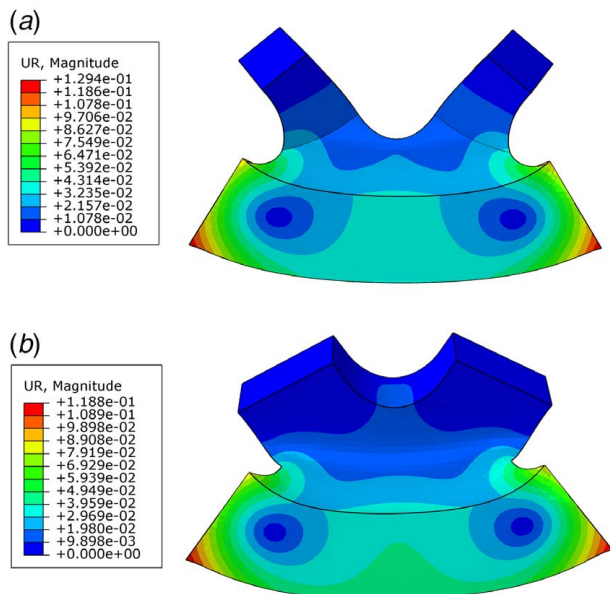 (a)
UR, Magnitude
+1.294e-01
+1.186e-01
+1.078e-01
+9.706e-02
+8.627e-02
+7.549e-02
+6.471e-02
+5.392e-02
+4.314e-02
+3.235e-02
+2.157e-02
+1.078e-02
+0.000e+00
(b)
UR, Magnitude
+1.188e-01
+1.089e-01
+9.898e-02
+8.908e-02
+7.919e-02
+6.929e-02
+5.939e-02
+4.949e-02
+3.959e-02
+2.969e-02
+1.980e-02
+9.898e-03
+0.000e+00